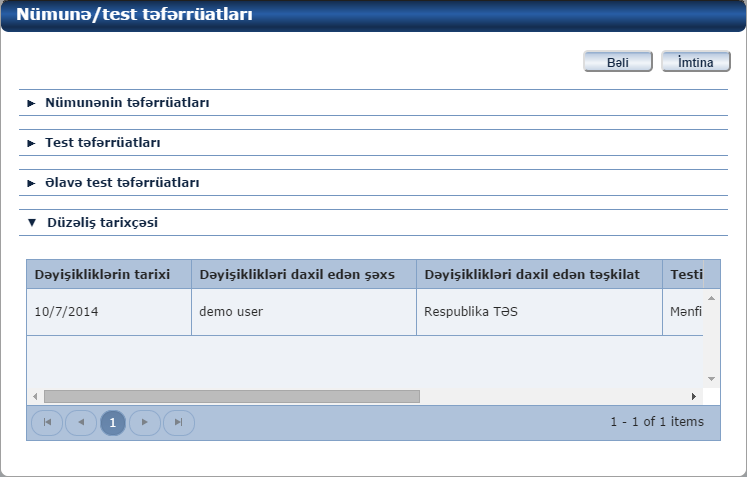 Nümunə/test təfərrüatları
Bəli İmtina
Nümunənin təfərrüatları
Test təfərrüatları
Əlavə test təfərrüatları
Düzəliş tarixçəsi
Dəyişikliklərin tarixi Dəyişiklikləri daxil edən şəxs Dəyişiklikləri daxil edən təşkilat Testi
10/7/2014 demo user Respublika TƏS Mənfi
1 1 - 1 of 1 items